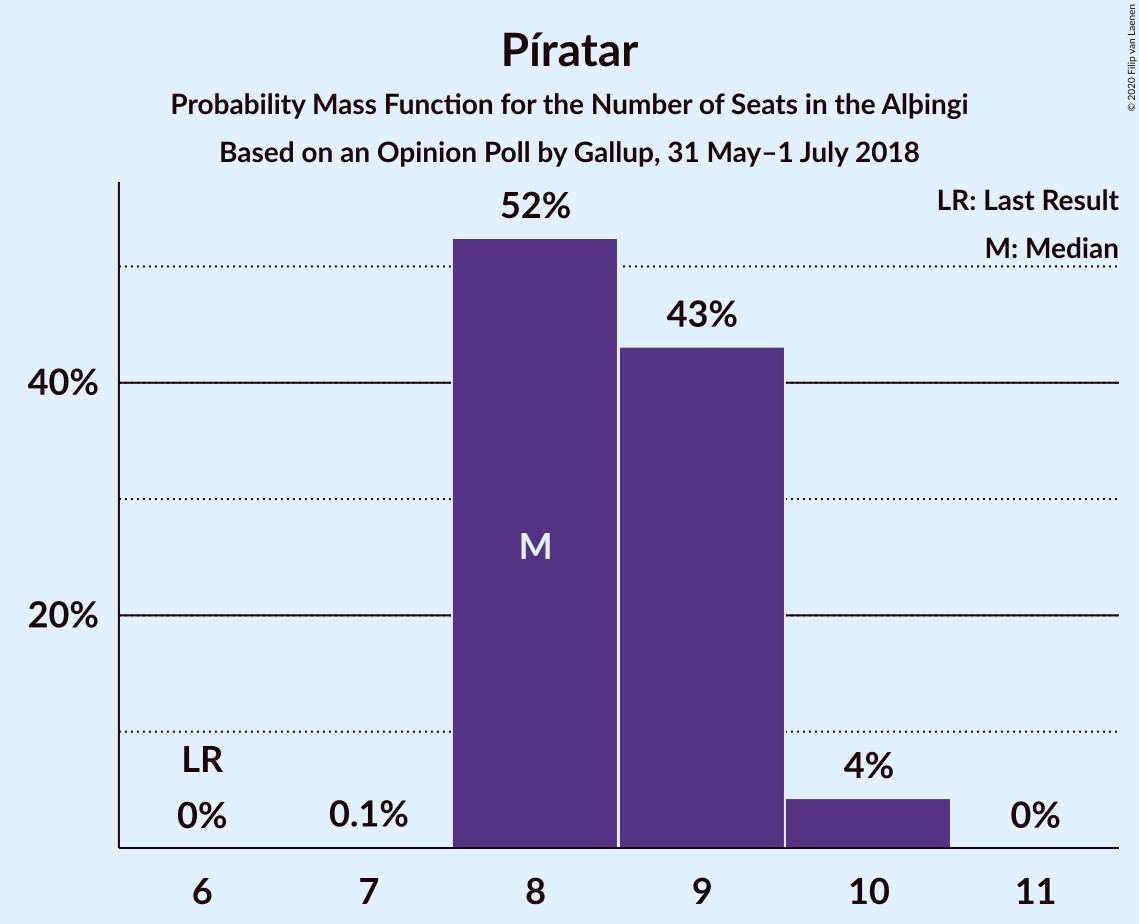 Píratar
Probability Mass Function for the Number of Seats in the Alþingi
Based on an Opinion Poll by Gallup, 31 May–1 July 2018
© 2020 Filip van Laenen
LR: Last Result
M: Median
52%
43%
40%
M
20%
LR
0%
0.1%
4%
0%
6 7 8 9 10 11